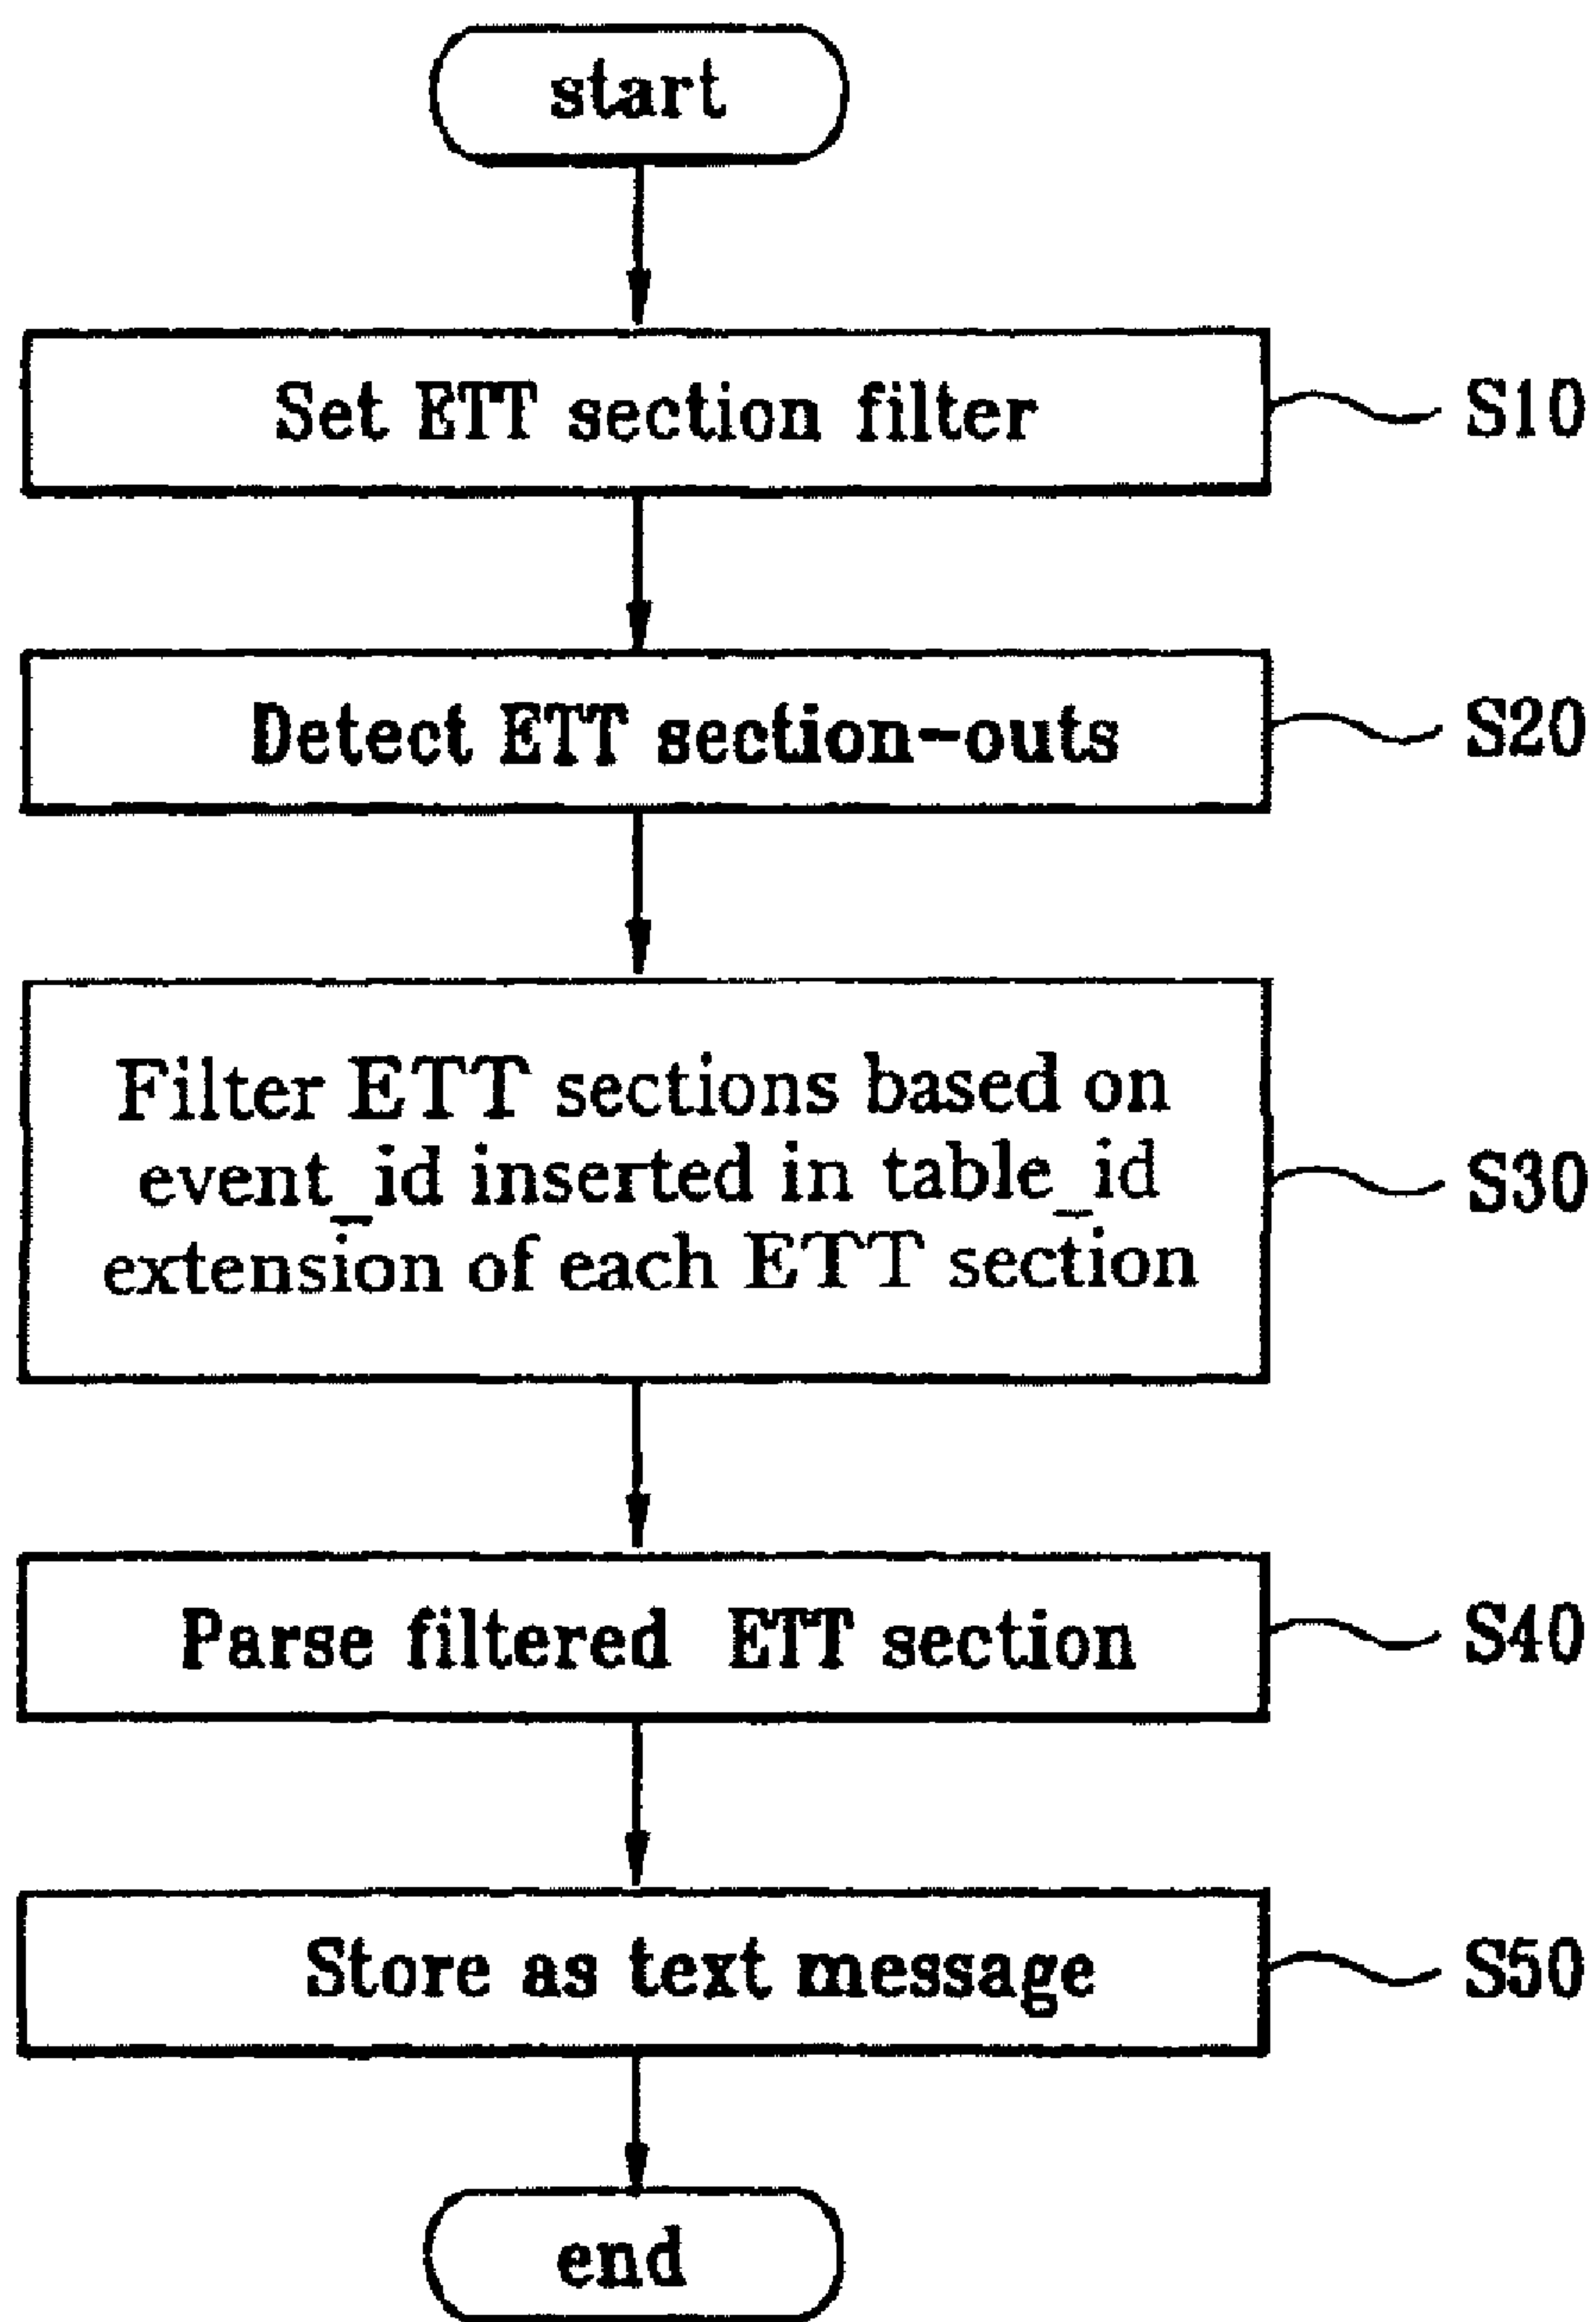 start
Set ETT section filter
S10
Detect ETT section-outs
S20
Filter ETT sections based on
event_id inserted in table_id
extension of each ETT section
S30
Parse filtered ETT section
S40
Store as text message
S50
end